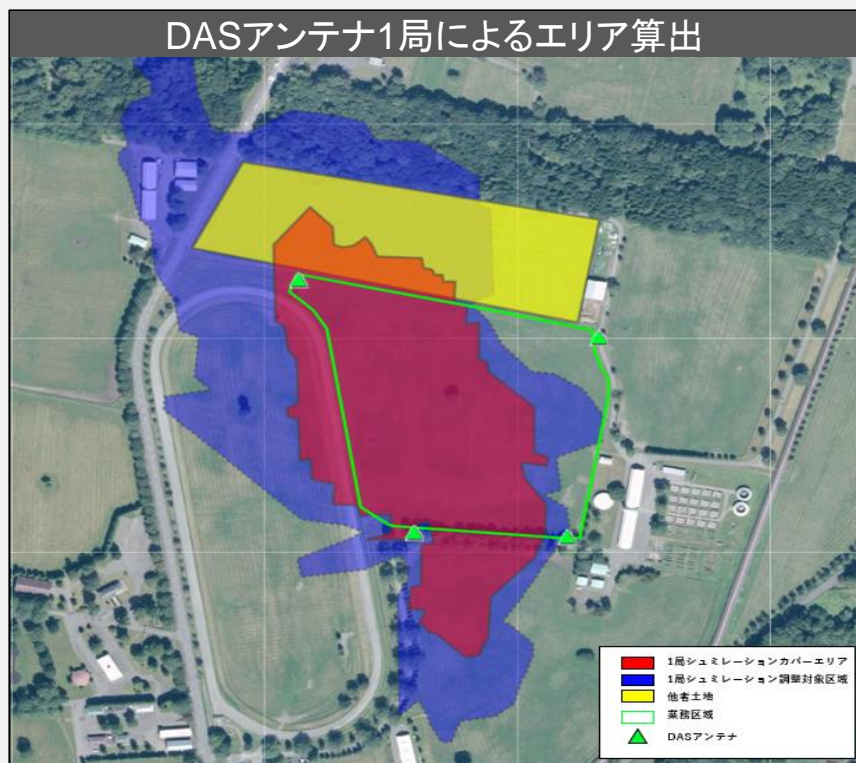 DASアンテナ1局によるエリア算出
1局シュミレーションカバーエリア
1局シュミレーション調整対象区域
他者土地
業務区域
DASアンテナ